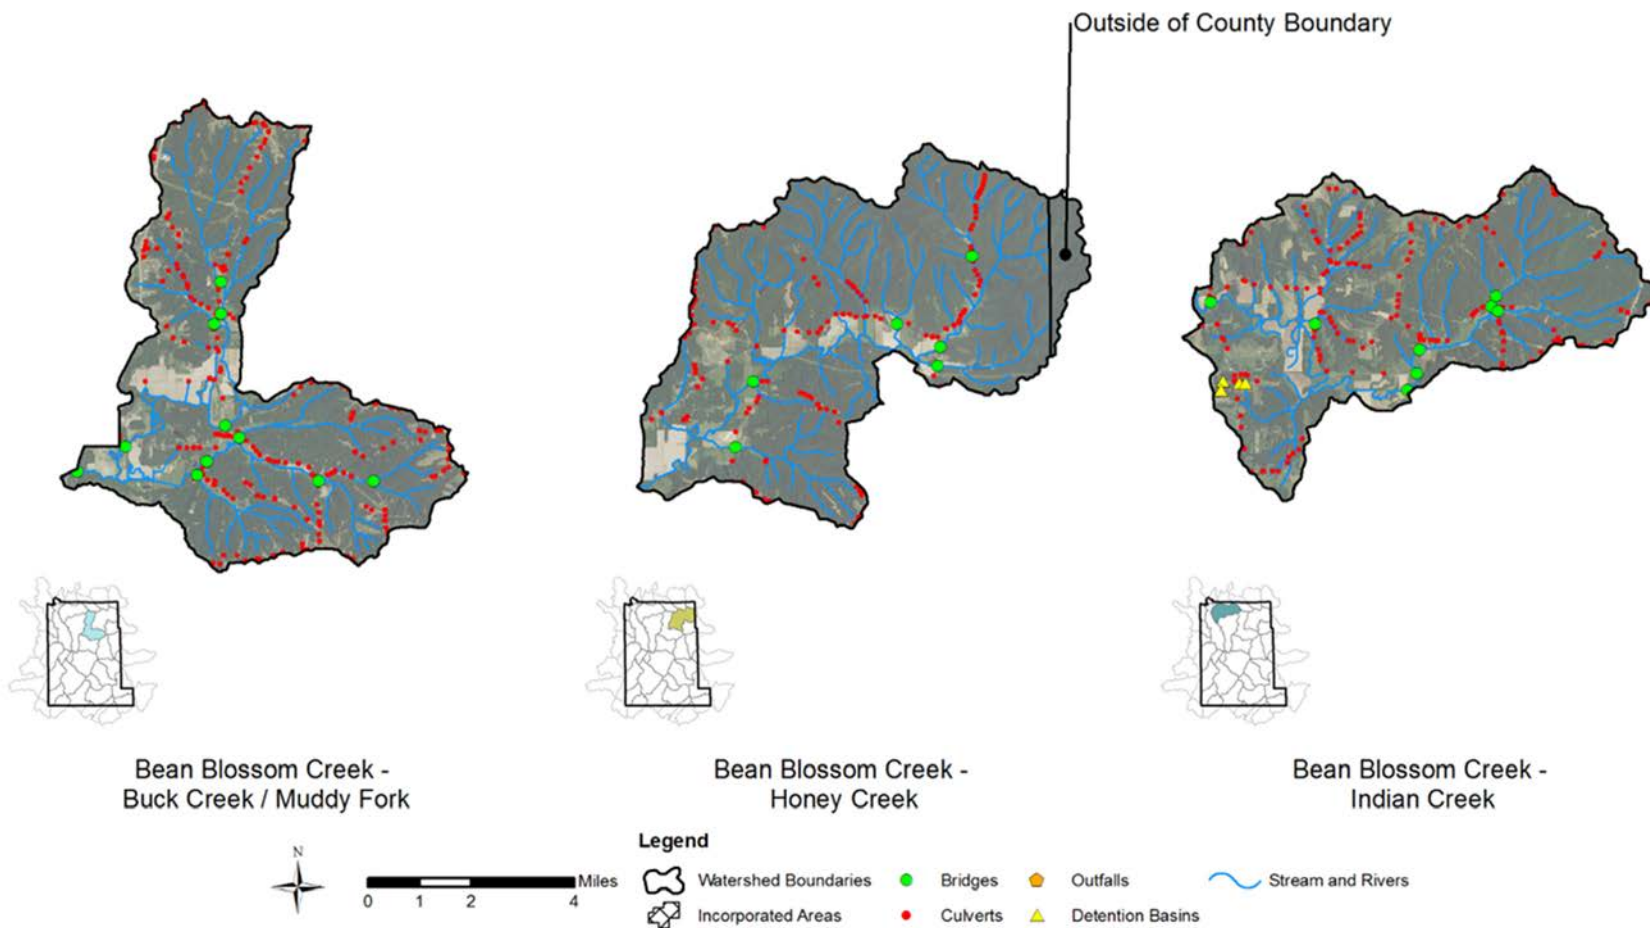 Outside of County Boundary
Bean Blossom Creek -
Buck Creek / Muddy Fork
Bean Blossom Creek -
Honey Creek
Bean Blossom Creek -
Indian Creek
N
Miles
0 1 2 4
Legend
Watershed Boundaries
Incorporated Areas
Bridges
Culverts
Outfalls
Detention Basins
Stream and Rivers